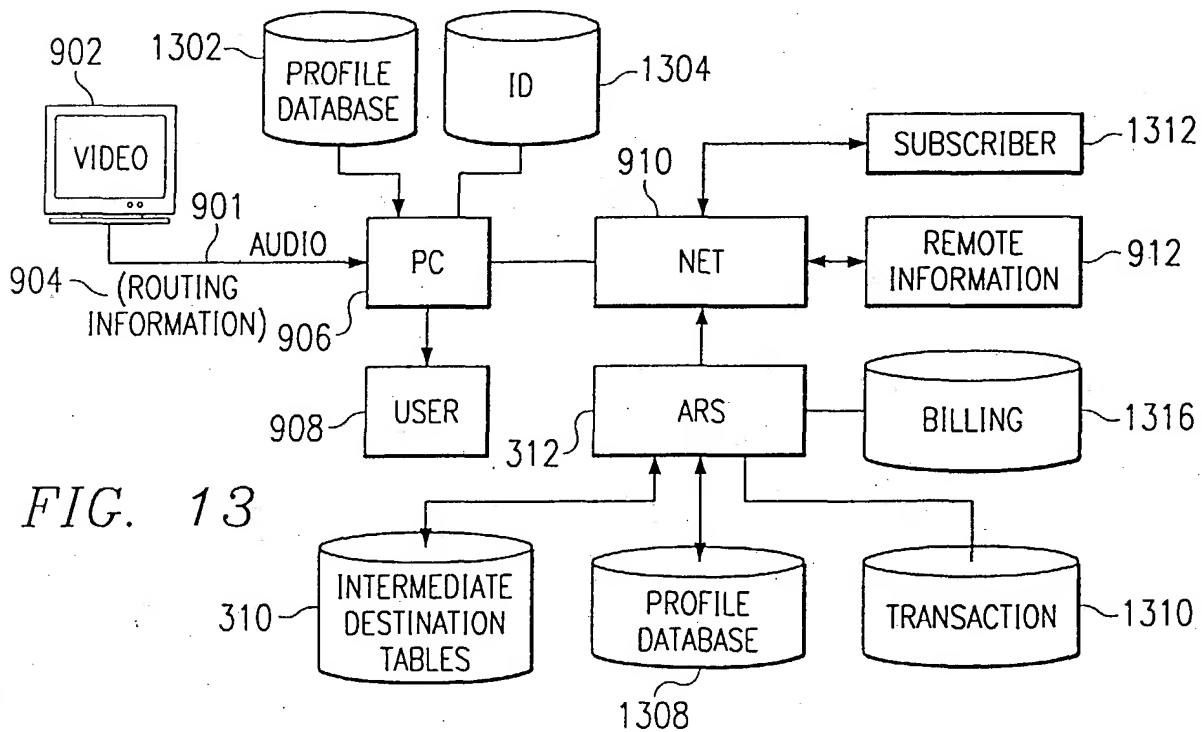 902
1302
PROFILE
DATABASE
ID
1304
VIDEO
901
AUDIO
904
(ROUTING
INFORMATION)
PC
906
910
NET
SUBSCRIBER
1312
REMOTE
INFORMATION
912
USER
908
ARS
312
BILLING
1316
FIG. 13
310
INTERMEDIATE
DESTINATION
TABLES
PROFILE
DATABASE
1308
TRANSACTION
1310